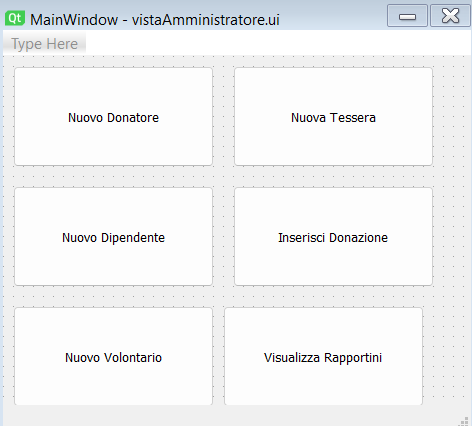 Qt MainWindow - vistaAmministratore.ui
Type Here
Nuovo Donatore
Nuova Tessera
Nuovo Dipendente
Inserisci Donazione
Nuovo Volontario
Visualizza Rapportini